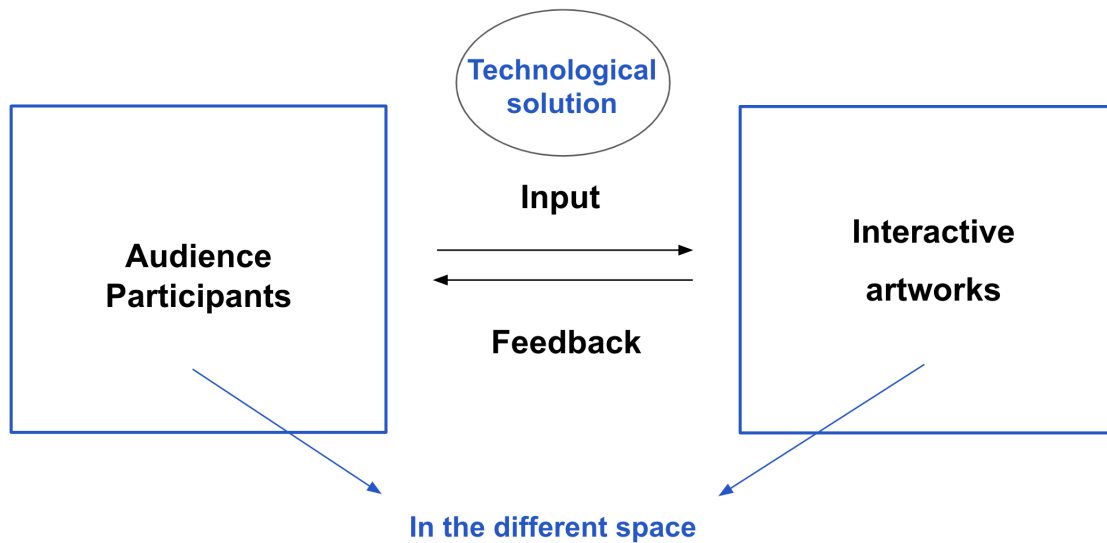 Technological
solution
Input
Audience
Participants
Interactive
artworks
Feedback
In the different space